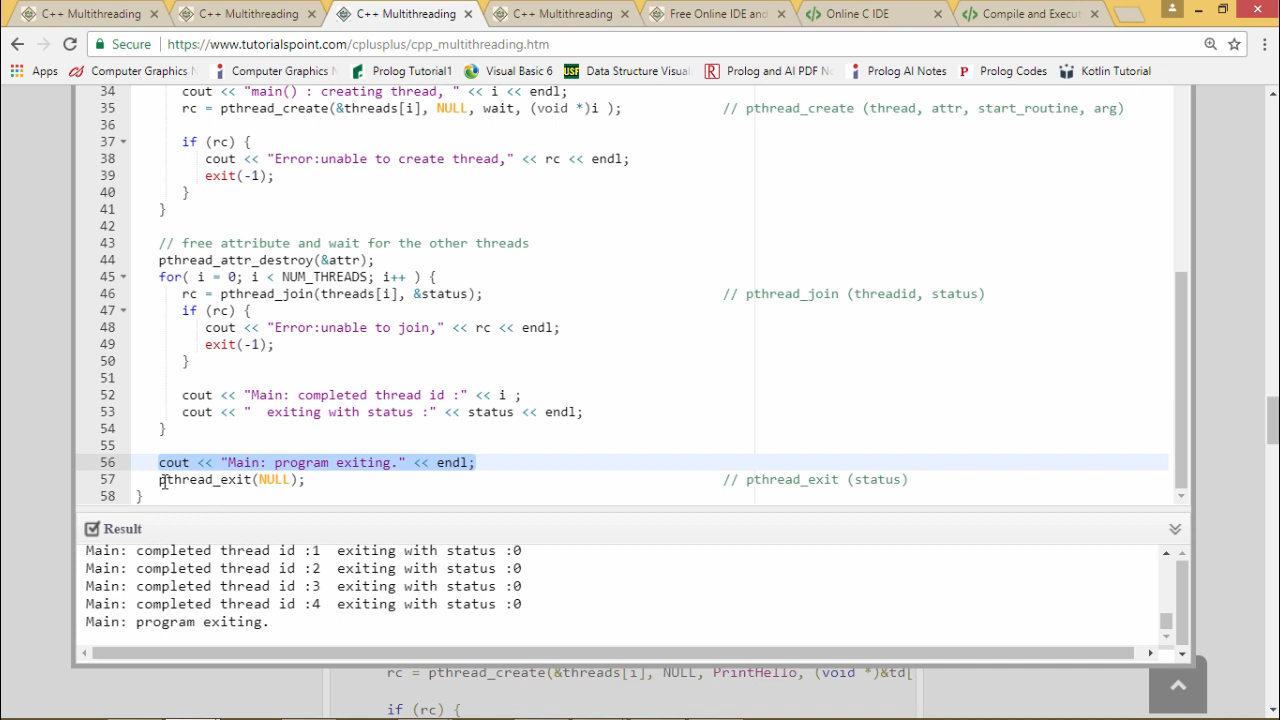 C++ Multithreading × C++ Multithreading × C++ Multithreading × C++ Multithreading × Free Online IDE and × Online C IDE × Compile and Execut ×
Secure https://www.tutorialspoint.com/cplusplus/cpp_multithreading.htm
Apps Computer Graphics Computer Graphics Prolog Tutorial1 Visual Basic 6 USF Data Structure Visual R Prolog and AI PDF N Prolog AI Notes P Prolog Codes Kotlin Tutorial
34 cout << "main() : creating thread, " << i << endl;
35 rc = pthread_create(&threads[i], NULL, wait, (void *)i ); // pthread_create (thread, attr, start_routine, arg)
36
37 if (rc) {
38 cout << "Error:unable to create thread," << rc << endl;
39 exit(-1);
40 }
41 }
42
43 // free attribute and wait for the other threads
44 pthread_attr_destroy(&attr);
45 for( i = 0; i < NUM_THREADS; i++ ) {
46 rc = pthread_join(threads[i], &status); // pthread_join (threadid, status)
47 if (rc) {
48 cout << "Error:unable to join," << rc << endl;
49 exit(-1);
50 }
51
52 cout << "Main: completed thread id :" << i ;
53 cout << "  exiting with status :" << status << endl;
54 }
55
56 cout << "Main: program exiting." << endl;
57 pthread_exit(NULL); // pthread_exit (status)
58 }
Result
Main: completed thread id :1  exiting with status :0
Main: completed thread id :2  exiting with status :0
Main: completed thread id :3  exiting with status :0
Main: completed thread id :4  exiting with status :0
Main: program exiting.
rc = pthread_create(&threads[i], NULL, PrintHello, (void *)&td[
if (rc) {